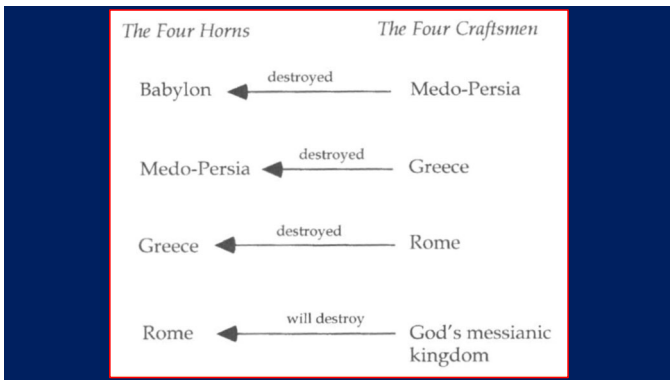 The Four Horns The Four Craftsmen
destroyed
Babylon Medo-Persia
destroyed
Medo-Persia Greece
destroyed
Greece Rome
will destroy
Rome God's messianic
kingdom